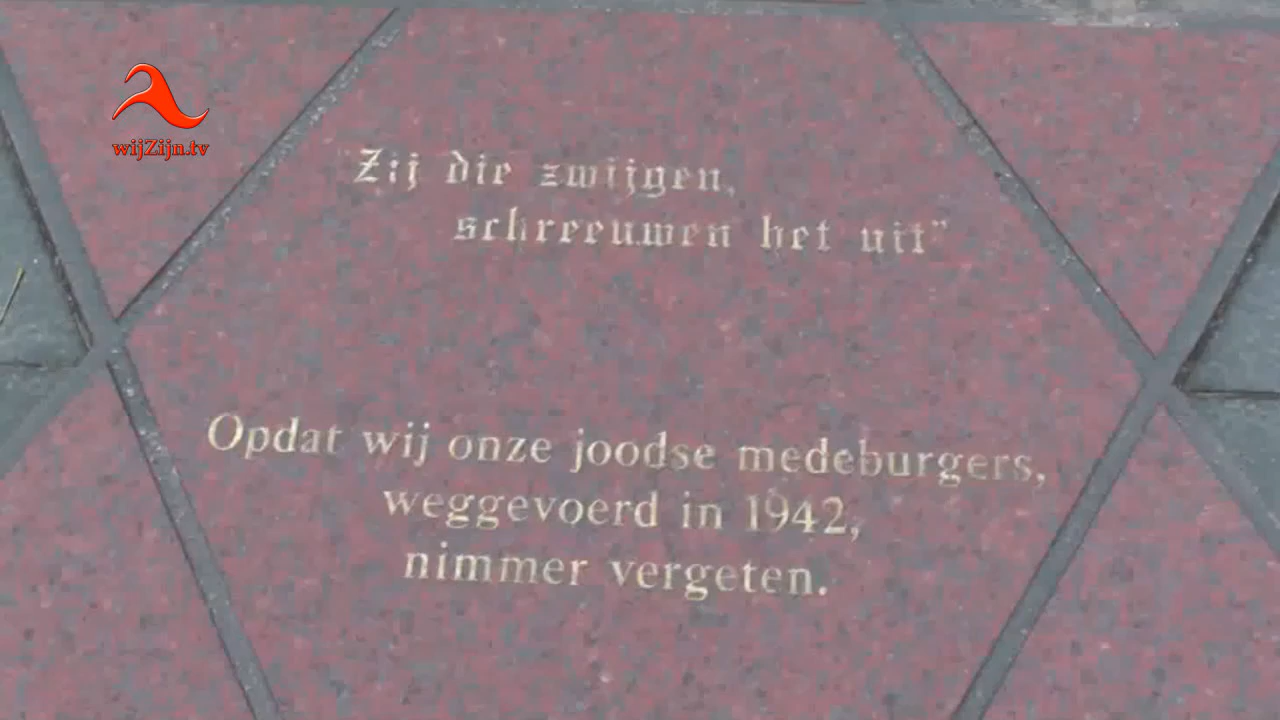 wijZijn.tv
"Zij die zwijgen,
schreeuwen het uit"
Opdat wij onze joodse medeburgers,
weggevoerd in 1942,
nimmer vergeten.